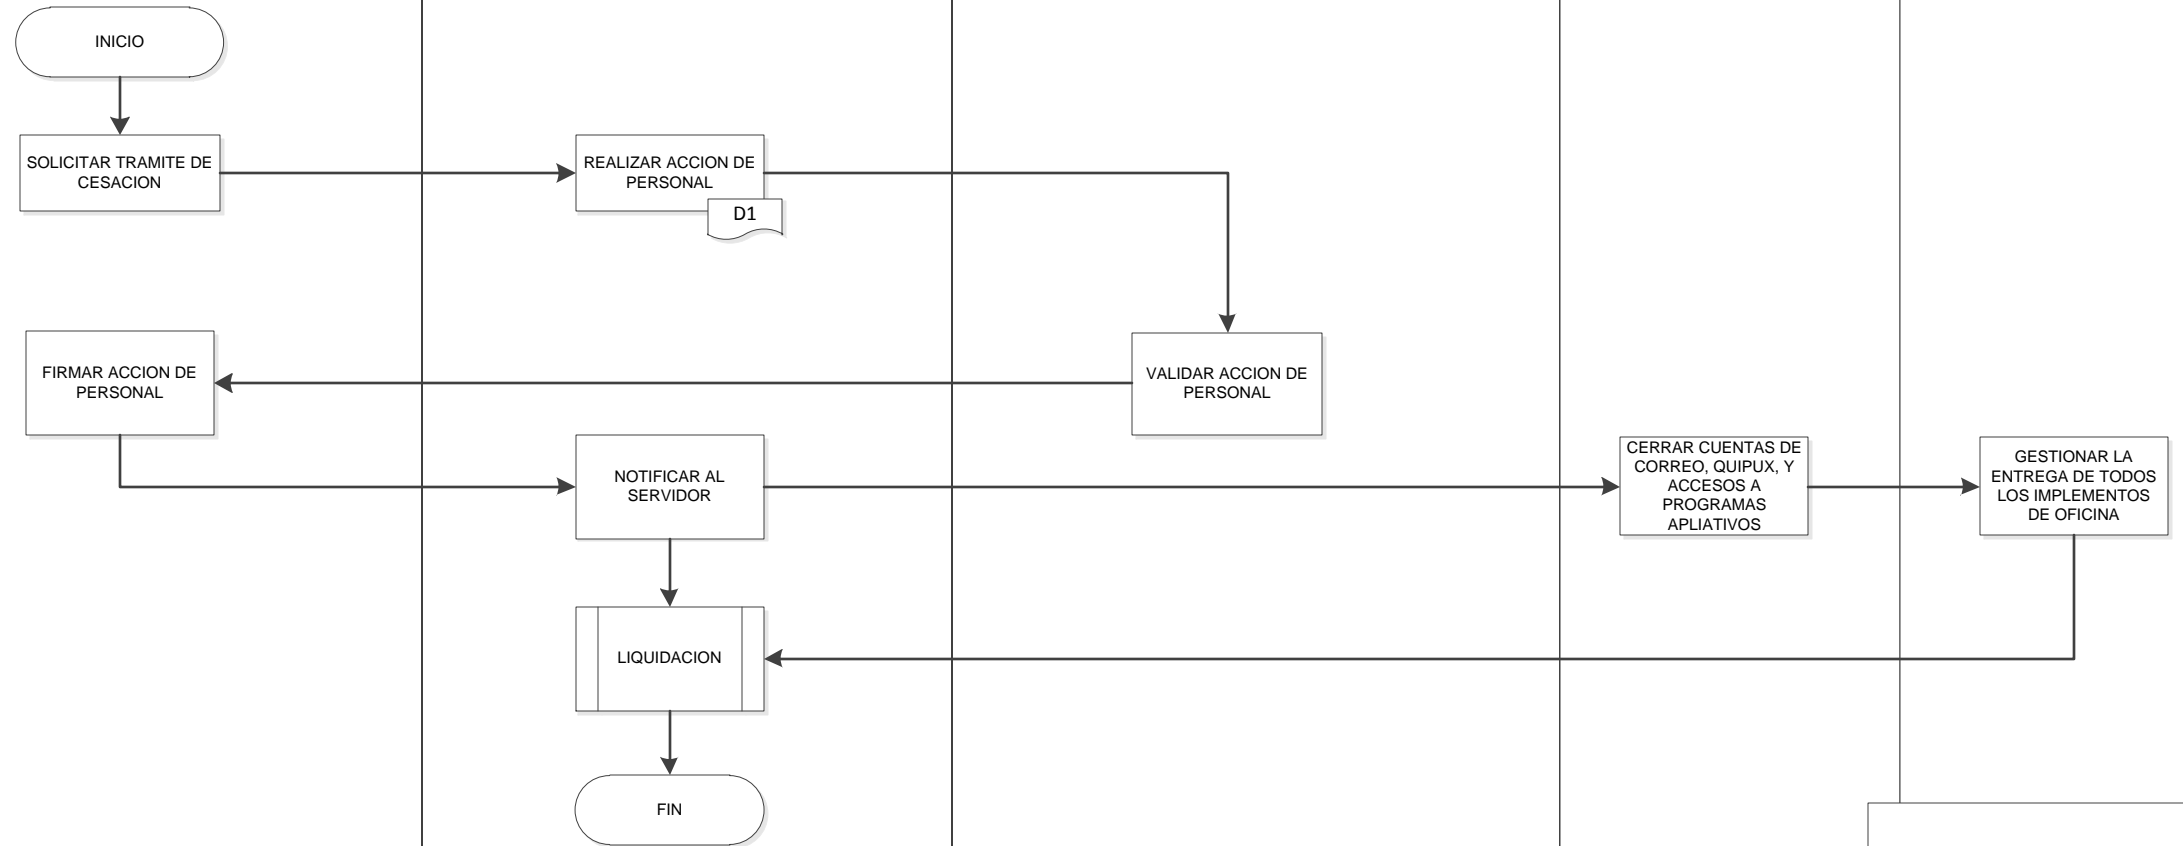 INICIO
SOLICITAR TRAMITE DE
CESACION
REALIZAR ACCION DE
PERSONAL
D1
FIRMAR ACCION DE
PERSONAL
VALIDAR ACCION DE
PERSONAL
NOTIFICAR AL
SERVIDOR
CERRAR CUENTAS DE
CORREO, QUIPUX, Y
ACCESOS A
PROGRAMAS
APLIATIVOS
GESTIONAR LA
ENTREGA DE TODOS
LOS IMPLEMENTOS
DE OFICINA
LIQUIDACION
FIN